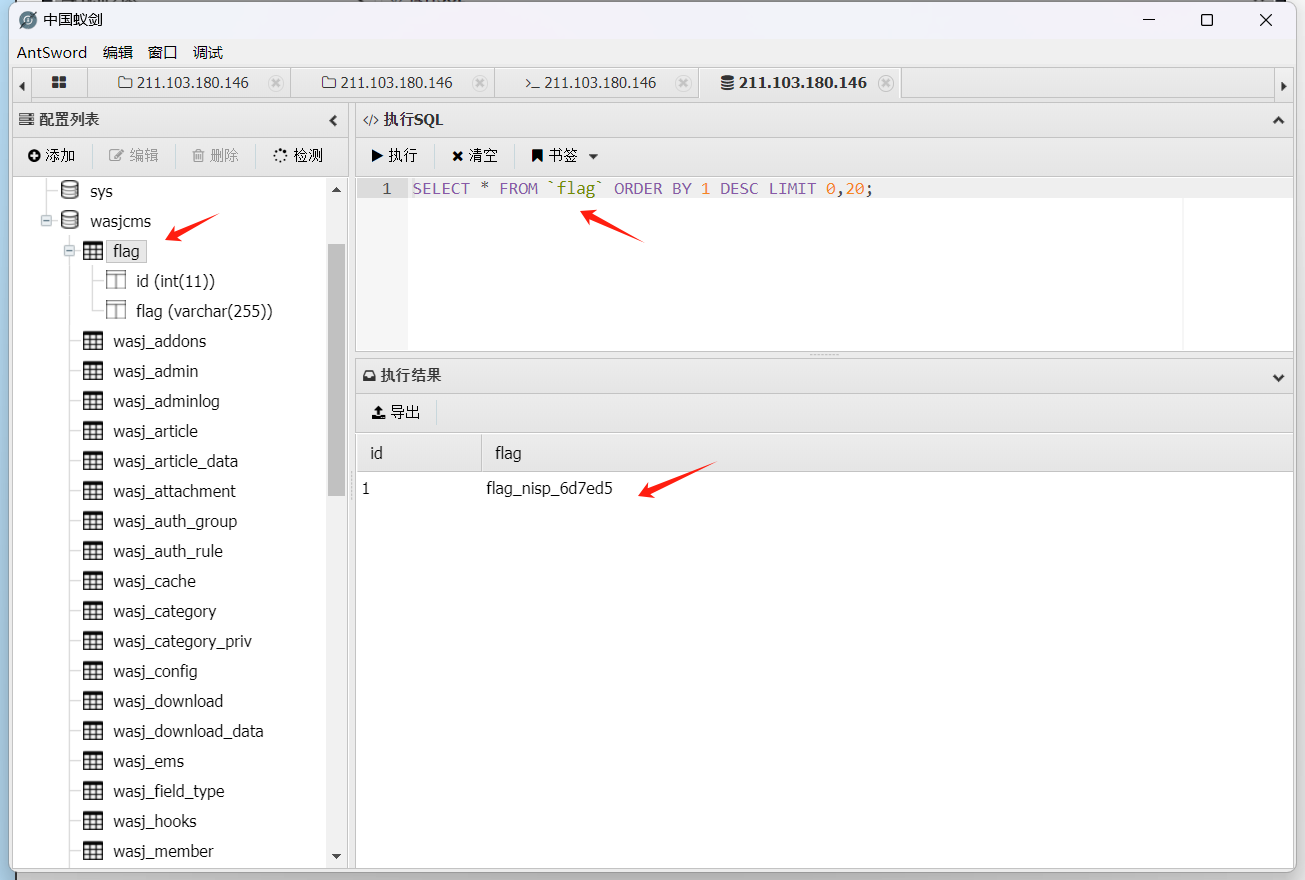 中国蚁剑
AntSword 编辑 窗口 调试
211.103.180.146 211.103.180.146 >_ 211.103.180.146 211.103.180.146
配置列表
添加 编辑 删除 检测
sys
wasjcms
flag
id (int(11))
flag (varchar(255))
wasj_addons
wasj_admin
wasj_adminlog
wasj_article
wasj_article_data
wasj_attachment
wasj_auth_group
wasj_auth_rule
wasj_cache
wasj_category
wasj_category_priv
wasj_config
wasj_download
wasj_download_data
wasj_ems
wasj_field_type
wasj_hooks
wasj_member
</> 执行SQL
执行 清空 书签
1 SELECT * FROM `flag` ORDER BY 1 DESC LIMIT 0,20;
执行结果
导出
id flag
1 flag_nisp_6d7ed5